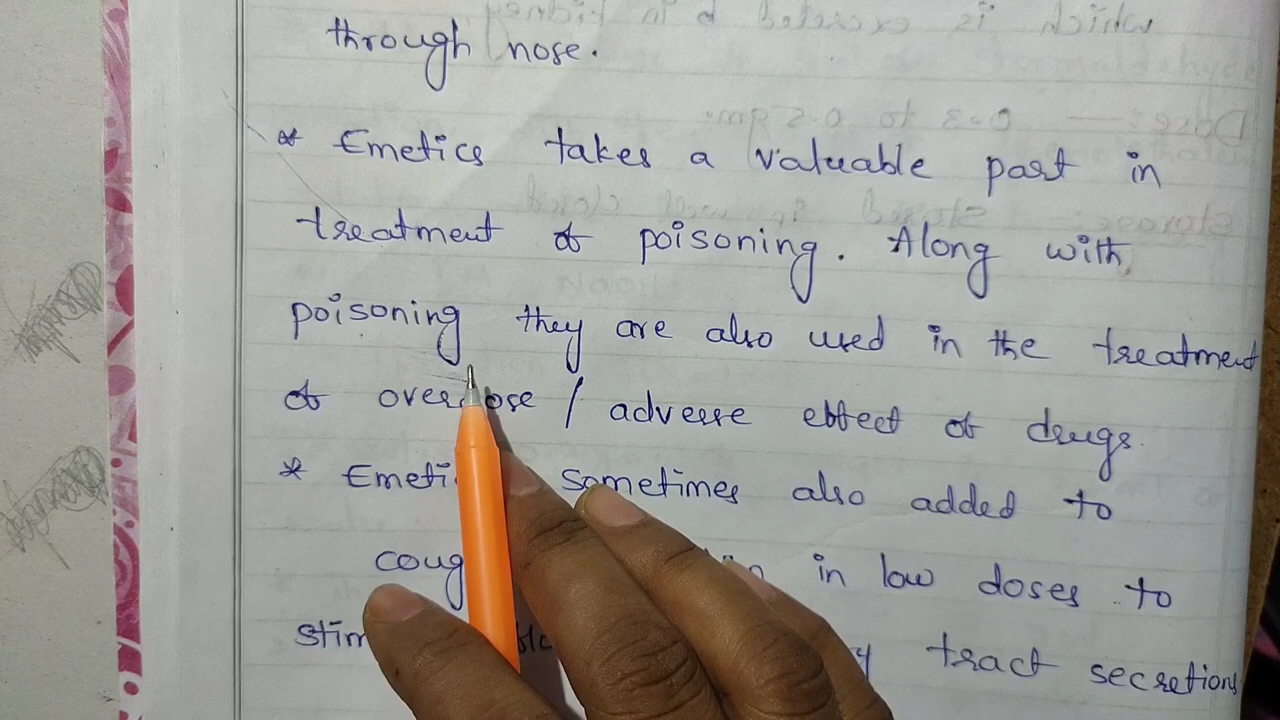 through nose.
* Emetics takes a valuable part in
treatment of poisoning. Along with
poisoning they are also used in the treatment
of overdose / adverse effect of drugs.
* Emeti sometimes also added to
coug in low doses to
stim tract secretions